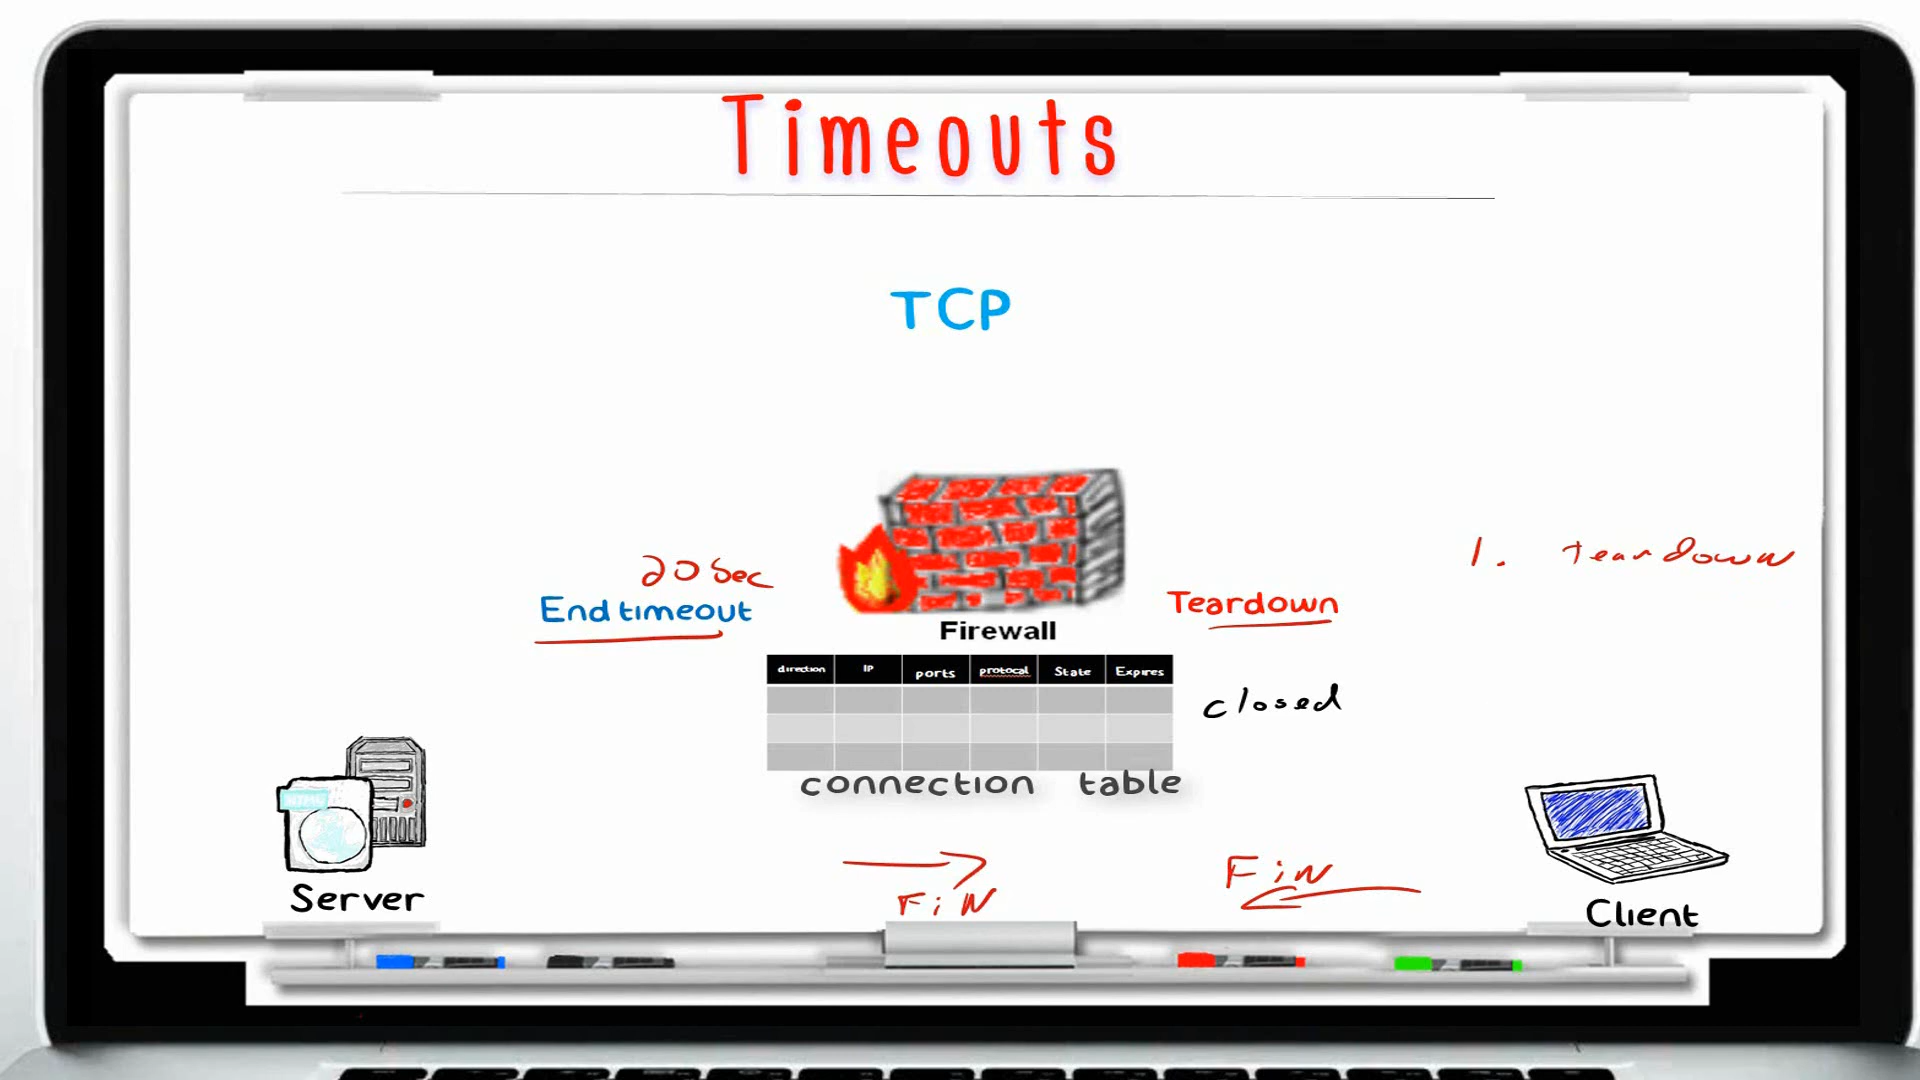 Timeouts
TCP
20 Sec
End timeout
Firewall
Teardown
1. teardown
direction IP ports protocal State Expires
closed
connection table
Server
FiN
FiN
Client